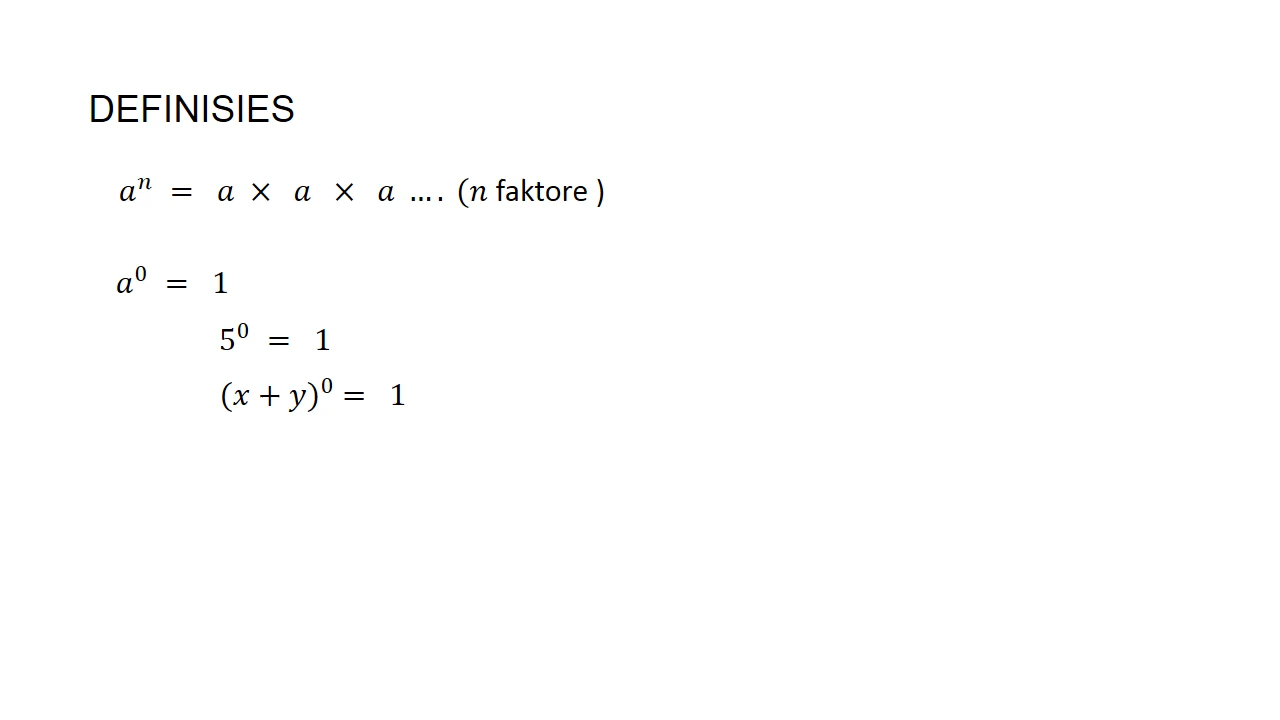 DEFINISIES
aⁿ = a × a × a …. (n faktore )
a⁰ = 1
5⁰ = 1
(x + y)⁰ = 1